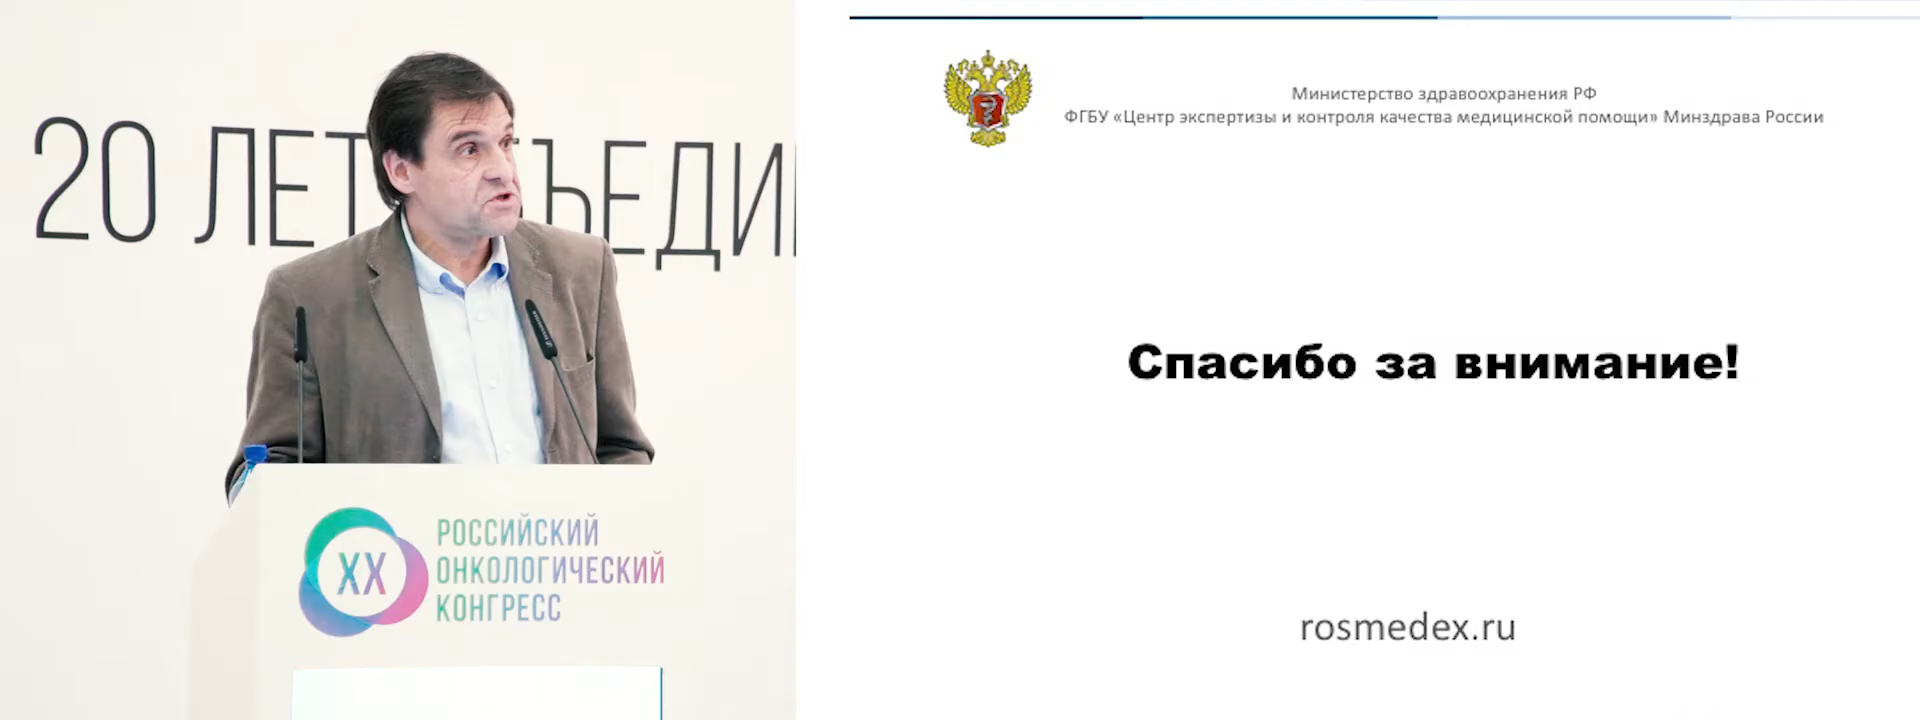 20 ЛЕТ
ЪЕДИ
XX
РОССИЙСКИЙ
ОНКОЛОГИЧЕСКИЙ
КОНГРЕСС
Министерство здравоохранения РФ
ФГБУ «Центр экспертизы и контроля качества медицинской помощи» Минздрава России
Спасибо за внимание!
rosmedex.ru